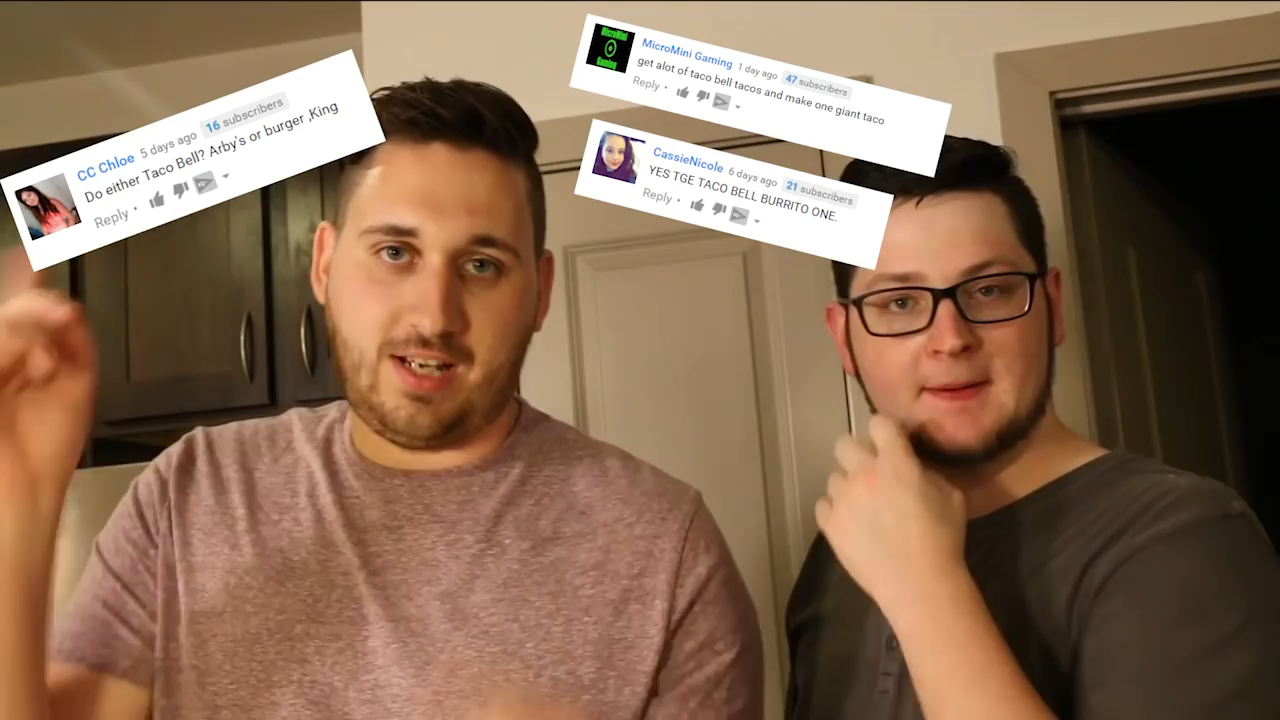 CC Chloe 5 days ago 16 subscribers
Do either Taco Bell? Arby's or burger .King
Reply
MicroMini Gaming
MicroMini Gaming 1 day ago 47 subscribers
get alot of taco bell tacos and make one giant taco
Reply
CassieNicole 6 days ago 21 subscribers
YES TGE TACO BELL BURRITO ONE.
Reply